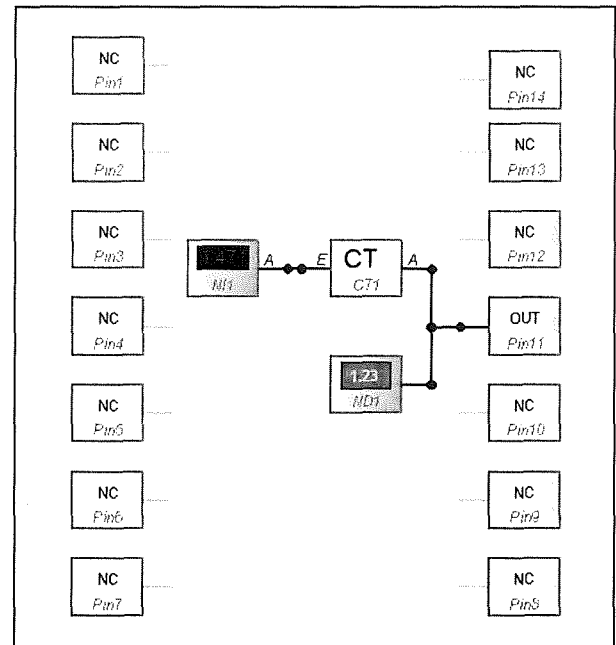 NC
Pin1
NC
Pin14
NC
Pin2
NC
Pin13
NC
Pin3
A
NI1
E
CT
CT1
A
NC
Pin12
NC
Pin4
OUT
Pin11
1.23
ND1
NC
Pin5
NC
Pin10
NC
Pin6
NC
Pin9
NC
Pin7
NC
Pin8